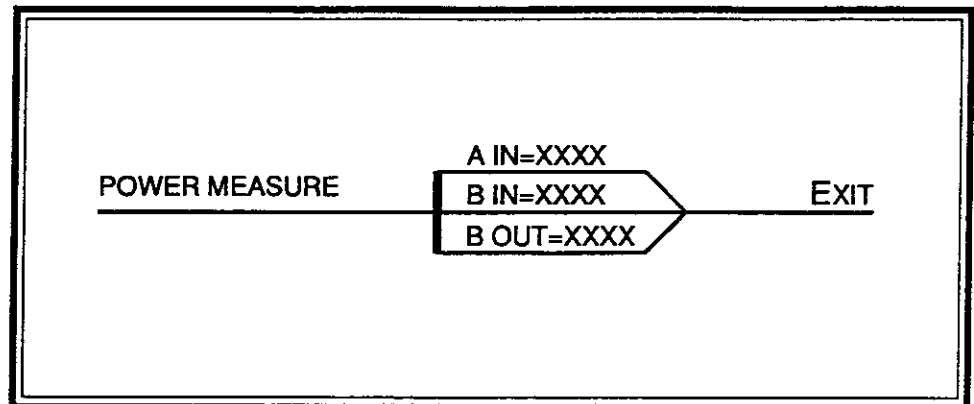 A IN=XXXX
POWER MEASURE B IN=XXXX EXIT
B OUT=XXXX